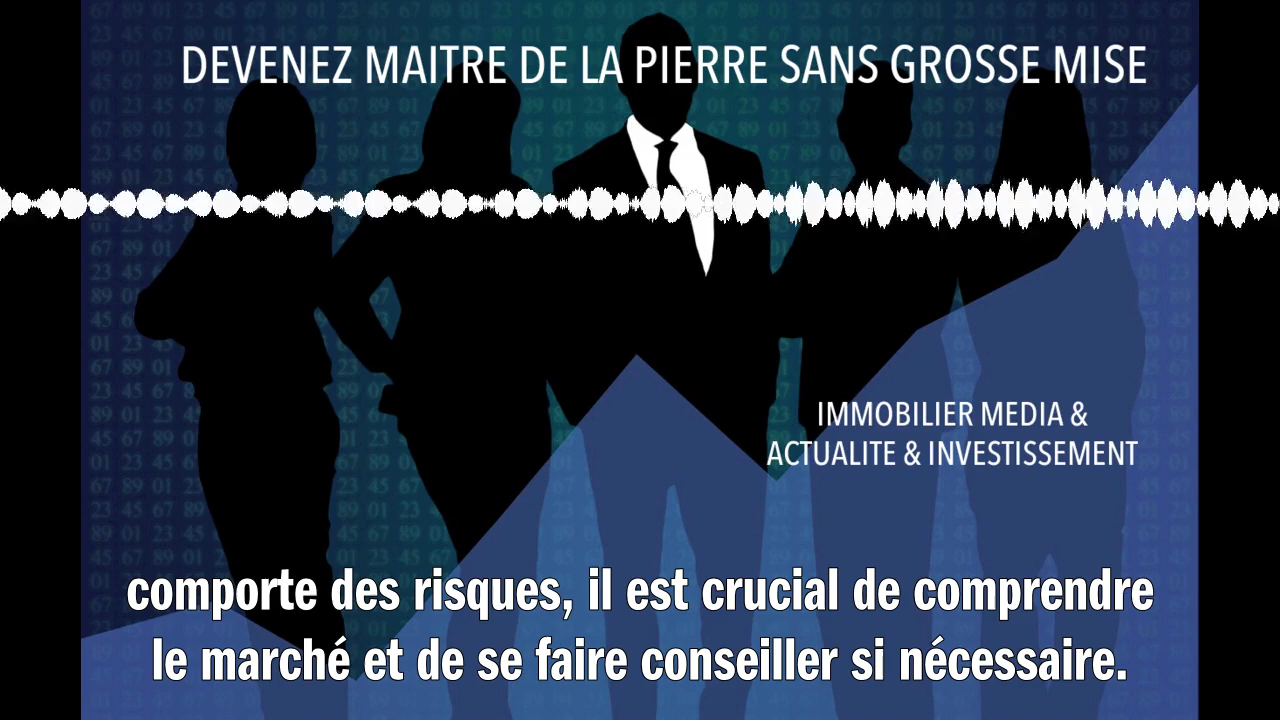 DEVENEZ MAITRE DE LA PIERRE SANS GROSSE MISE
IMMOBILIER MEDIA &
ACTUALITE & INVESTISSEMENT
comporte des risques, il est crucial de comprendre
le marché et de se faire conseiller si nécessaire.